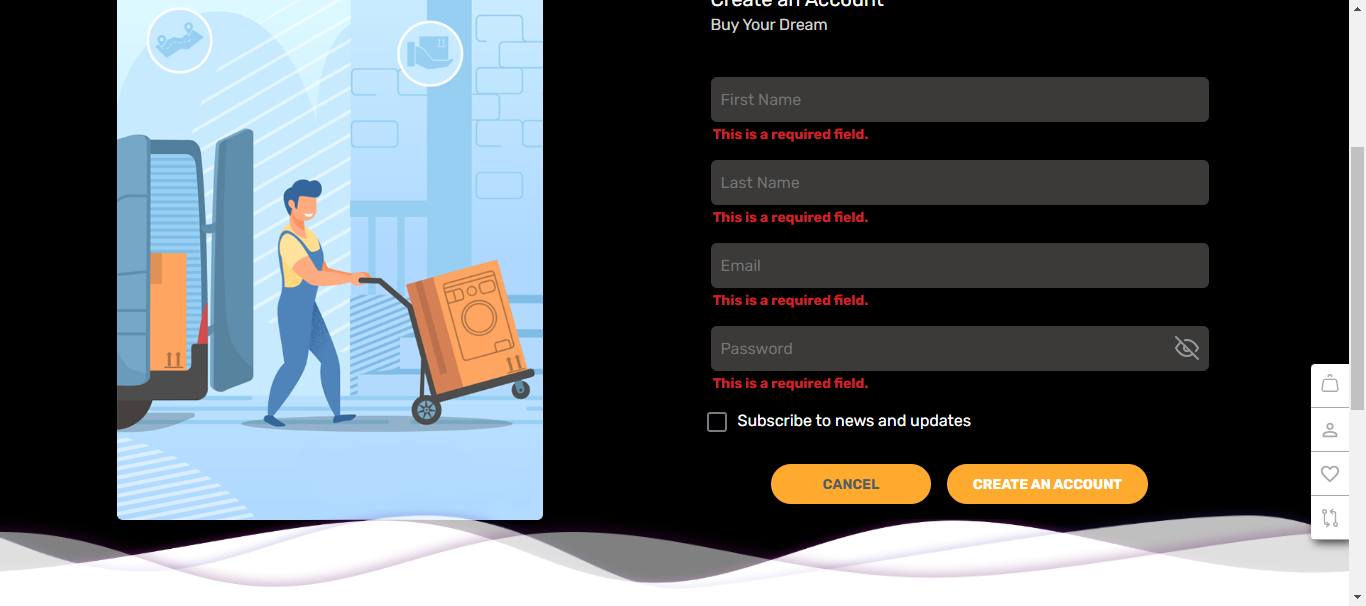 Create an Account
Buy Your Dream
First Name
This is a required field.
Last Name
This is a required field.
Email
This is a required field.
Password
This is a required field.
Subscribe to news and updates
CANCEL
CREATE AN ACCOUNT